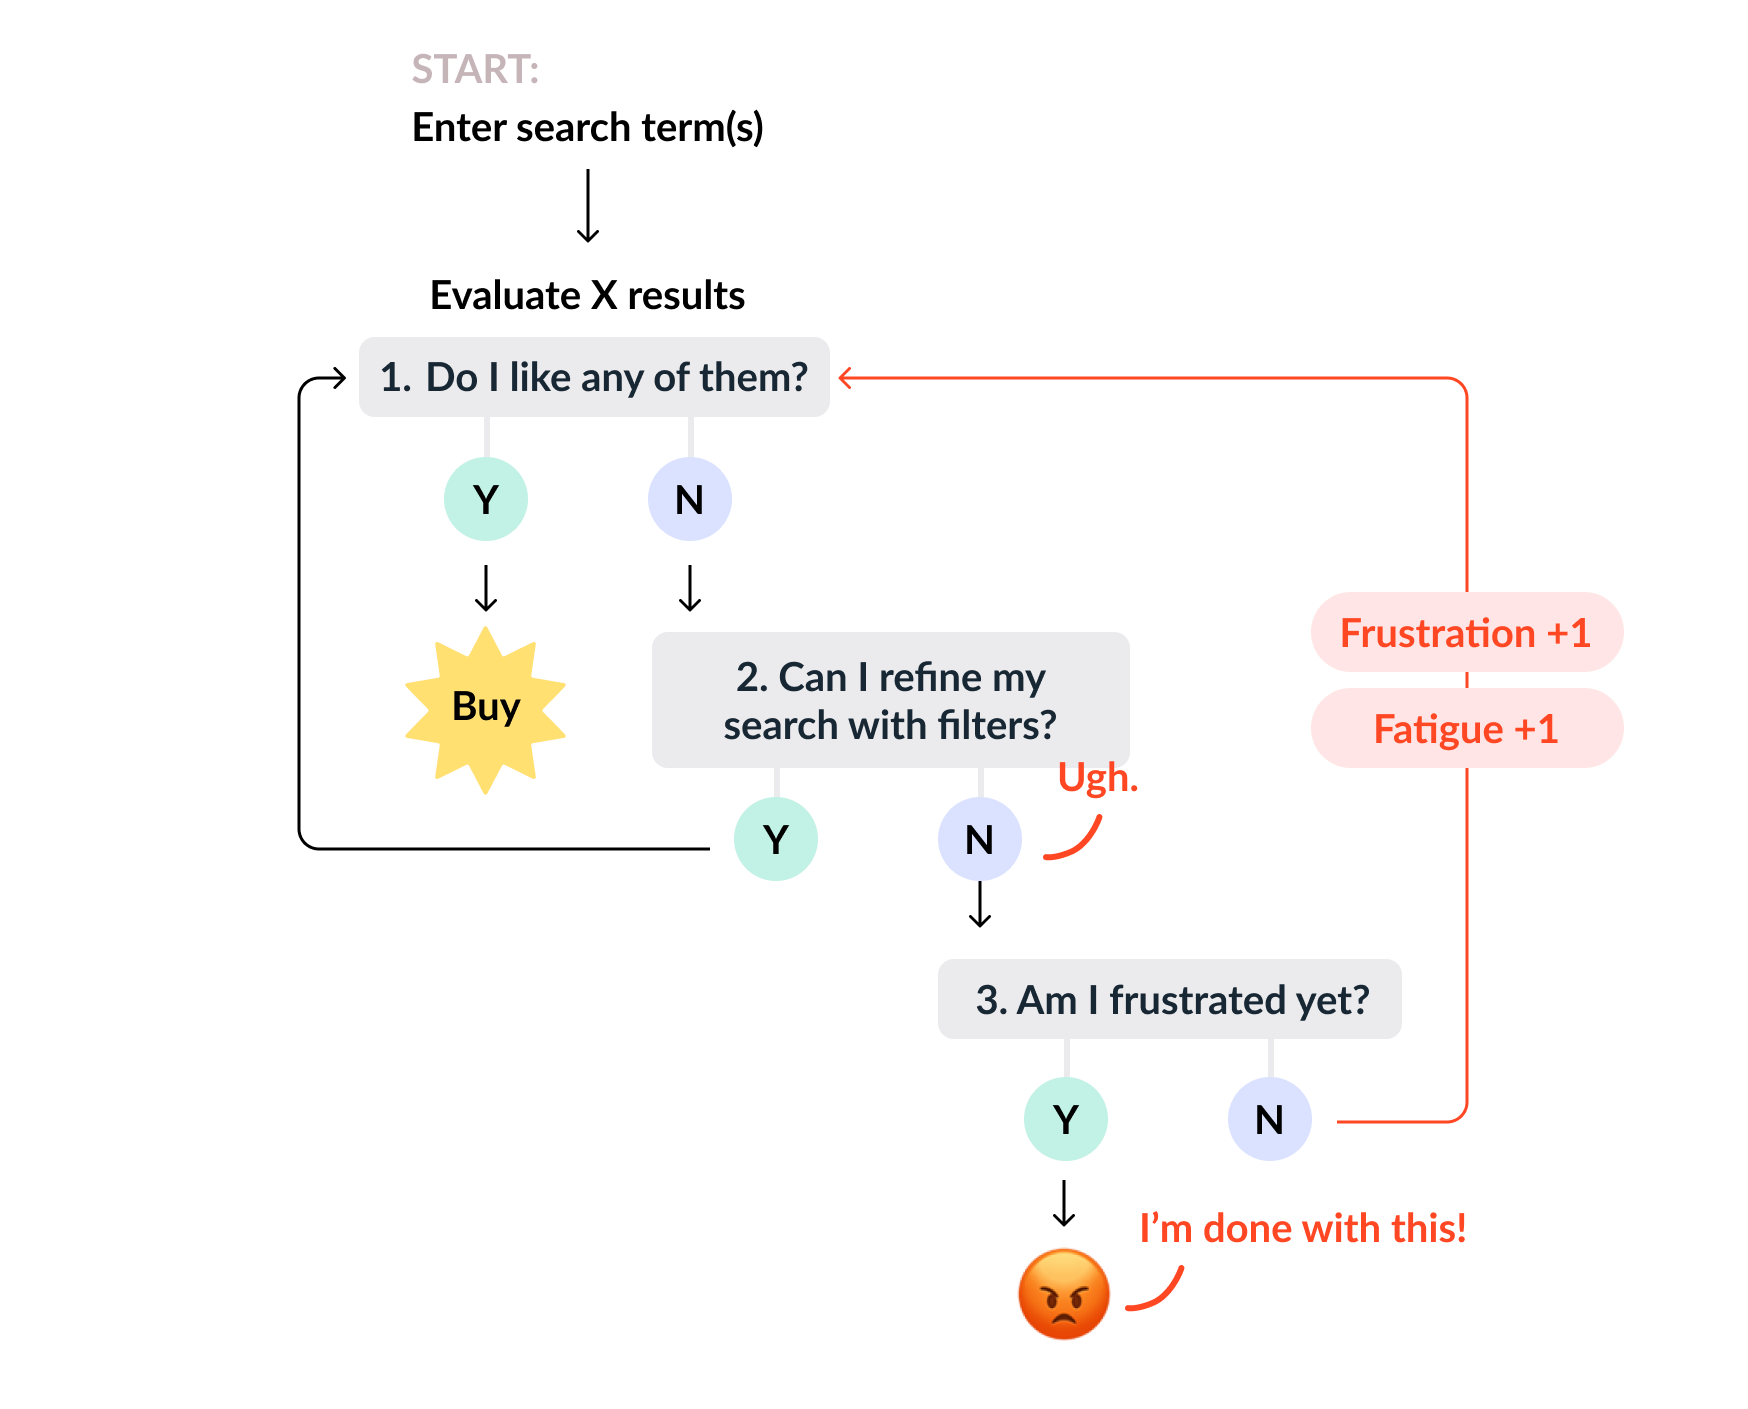 START:
Enter search term(s)
Evaluate X results
1. Do I like any of them?
Y
N
Buy
2. Can I refine my
search with filters?
Ugh.
Y
N
Frustration +1
Fatigue +1
3. Am I frustrated yet?
Y
N
I’m done with this!